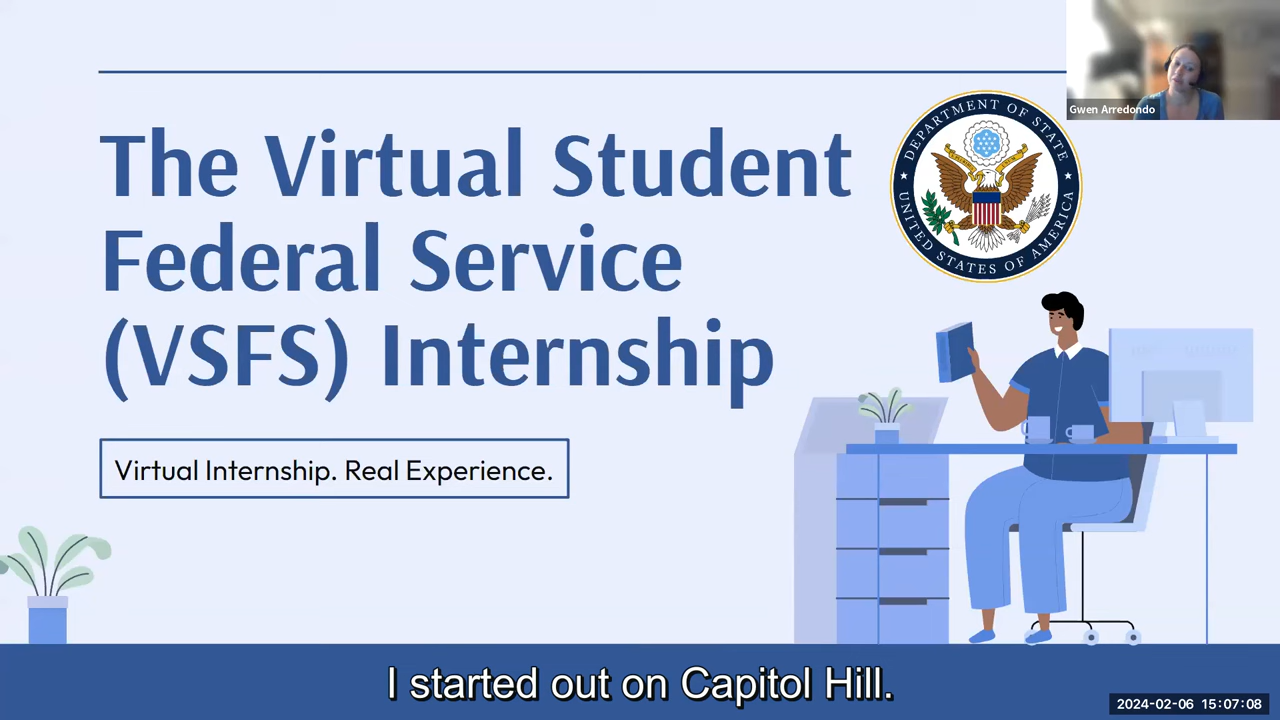 Gwen Arredondo
DEPARTMENT OF STATE
UNITED STATES OF AMERICA
The Virtual Student
Federal Service
(VSFS) Internship
Virtual Internship. Real Experience.
I started out on Capitol Hill.
2024-02-06 15:07:08